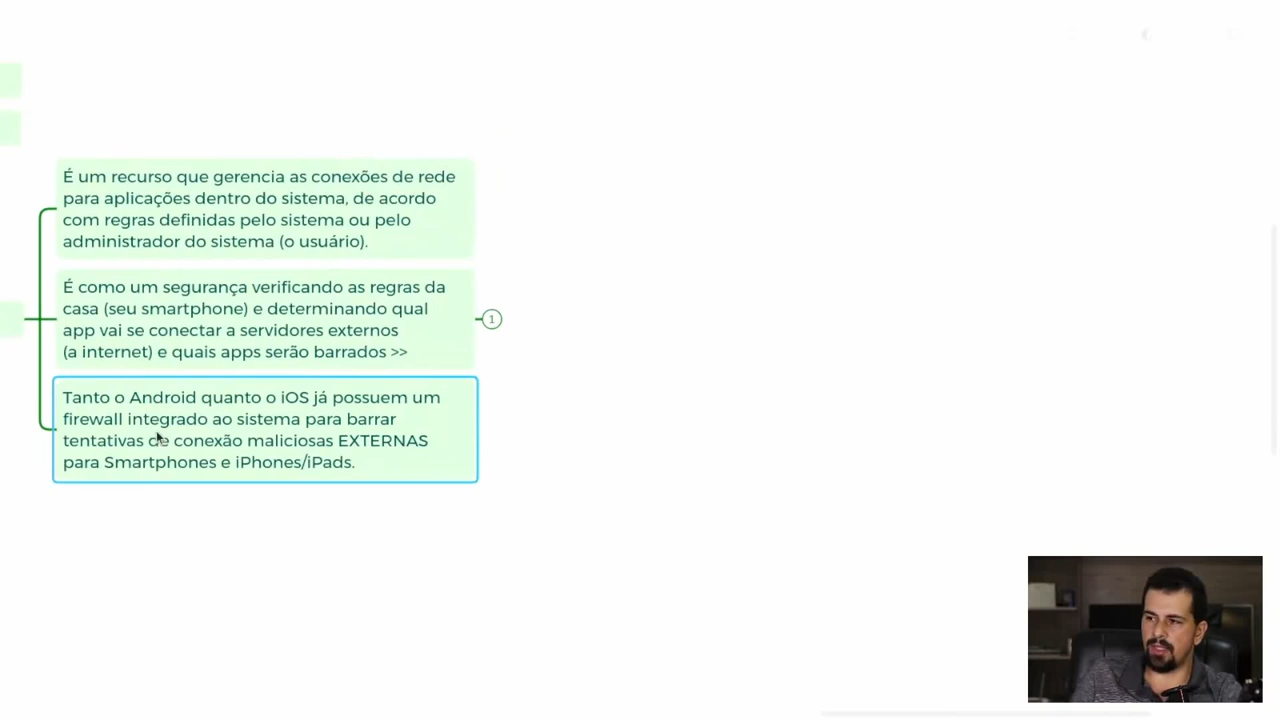 É um recurso que gerencia as conexões de rede
para aplicações dentro do sistema, de acordo
com regras definidas pelo sistema ou pelo
administrador do sistema (o usuário).
É como um segurança verificando as regras da
casa (seu smartphone) e determinando qual
app vai se conectar a servidores externos
(a internet) e quais apps serão barrados >>
1
Tanto o Android quanto o iOS já possuem um
firewall integrado ao sistema para barrar
tentativas de conexão maliciosas EXTERNAS
para Smartphones e iPhones/iPads.